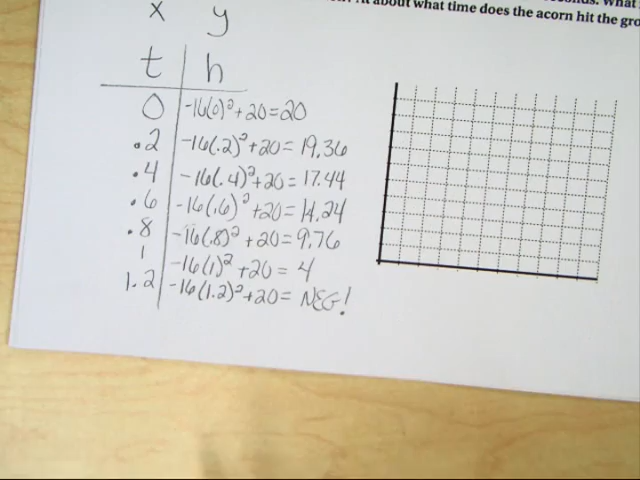 seconds. What
about what time does the acorn hit the gro
x y
t h
0 -16(0)²+20=20
.2 -16(.2)²+20=19.36
.4 -16(.4)²+20=17.44
.6 -16(.6)²+20=14.24
.8 -16(.8)²+20=9.76
1 -16(1)²+20=4
1.2 -16(1.2)²+20= NEG!